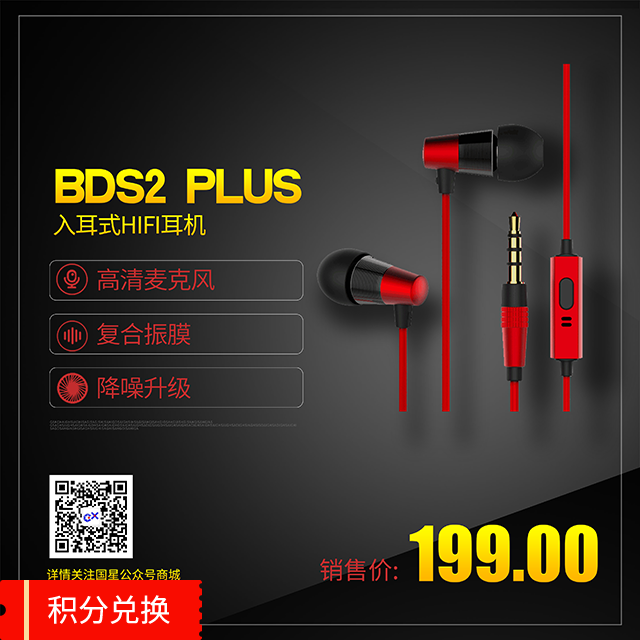 BDS2 PLUS
入耳式HIFI耳机
高清麦克风
复合振膜
降噪升级
GX
详情关注国星公众号商城
销售价: 199.00
积分兑换